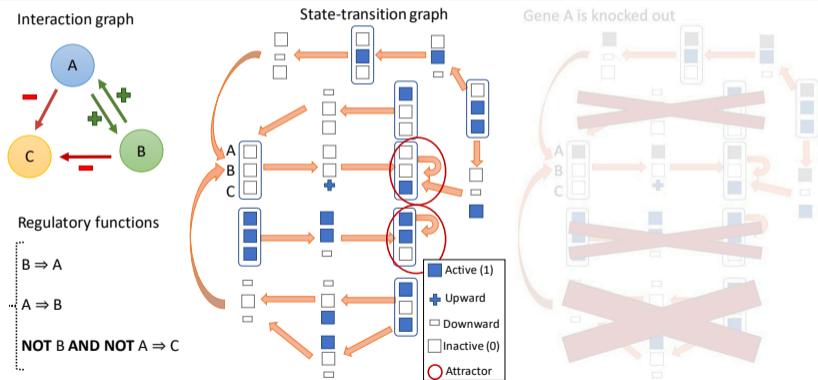 Interaction graph
State-transition graph
Gene A is knocked out
A
B
C
A
B
C
A
B
C
Regulatory functions
B ⇒ A
A ⇒ B
NOT B AND NOT A ⇒ C
Active (1)
Upward
Downward
Inactive (0)
Attractor